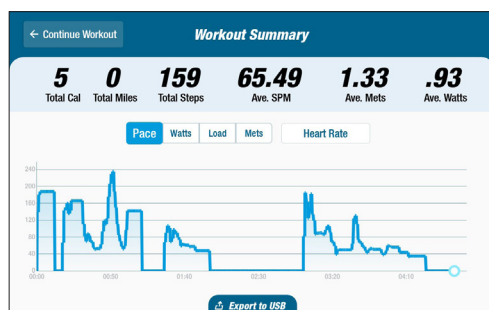 ← Continue Workout
Workout Summary
5 0 159 65.49 1.33 .93
Total Cal Total Miles Total Steps Ave. SPM Ave. Mets Ave. Watts
Pace Watts Load Mets Heart Rate
240
200
160
120
80
40
0
00:00 00:50 01:40 02:30 03:20 04:10
Export to USB